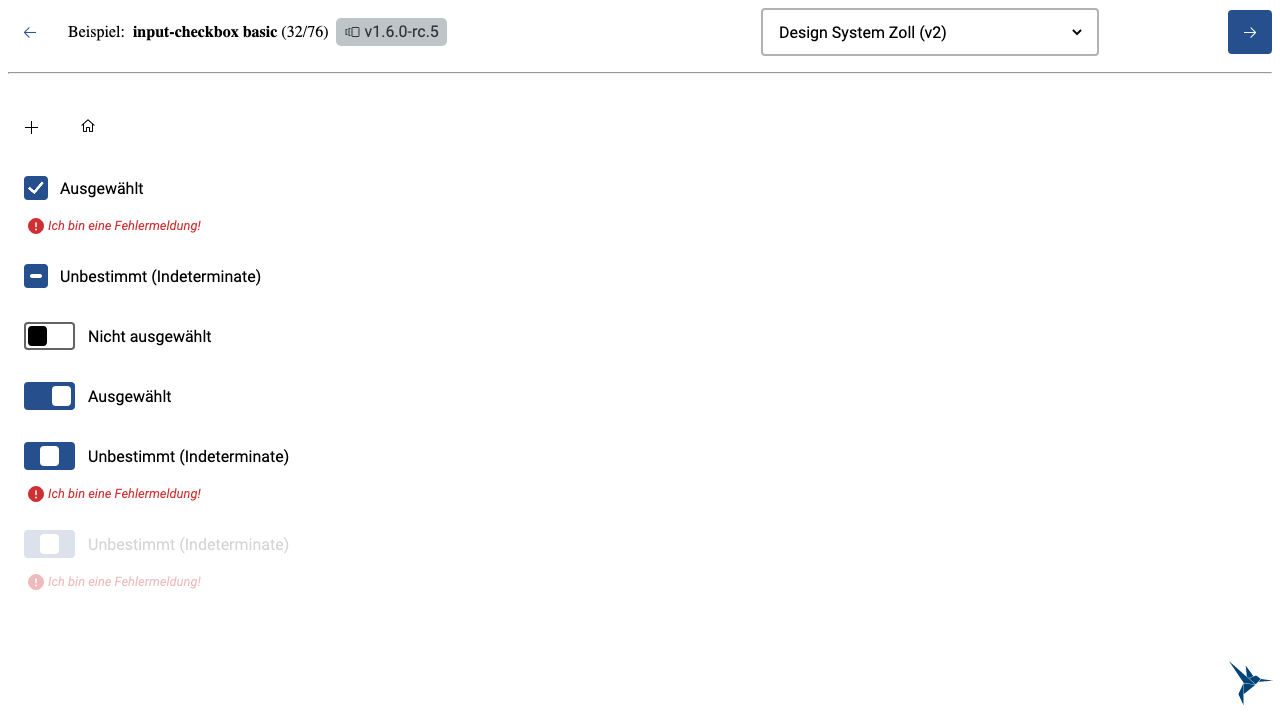 Beispiel: input-checkbox basic (32/76) v1.6.0-rc.5 Design System Zoll (v2)
Ausgewählt
Ich bin eine Fehlermeldung!
Unbestimmt (Indeterminate)
Nicht ausgewählt
Ausgewählt
Unbestimmt (Indeterminate)
Ich bin eine Fehlermeldung!
Unbestimmt (Indeterminate)
Ich bin eine Fehlermeldung!